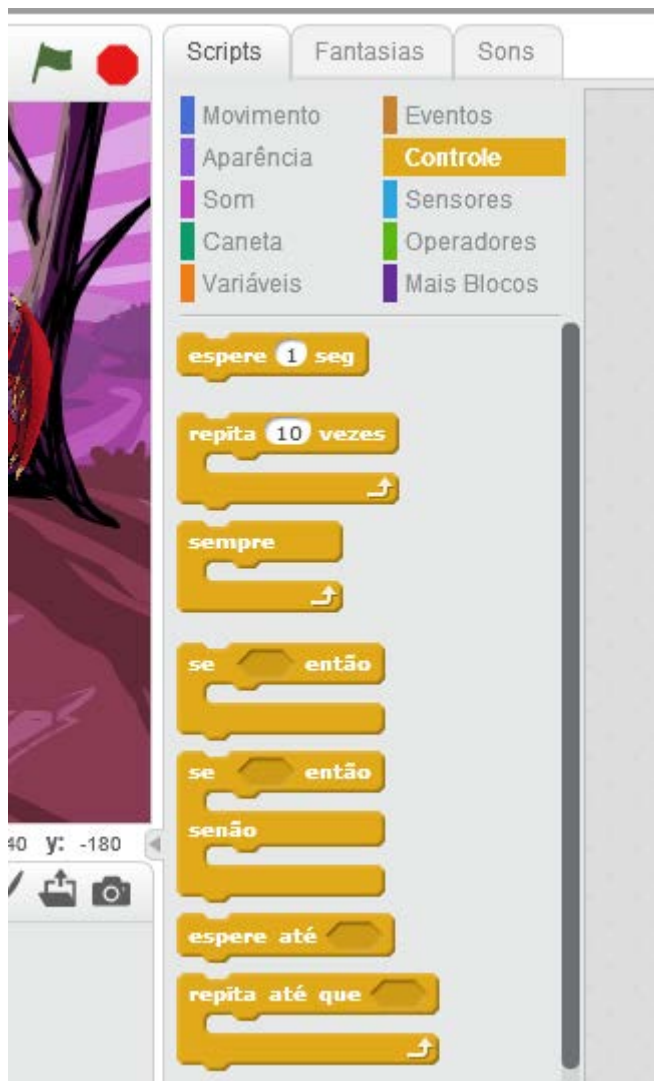 Scripts Fantasias Sons
Movimento Eventos
Aparência Controle
Som Sensores
Caneta Operadores
Variáveis Mais Blocos
espere 1 seg
repita 10 vezes
sempre
se então
se então
senão
espere até
repita até que
40 y: -180